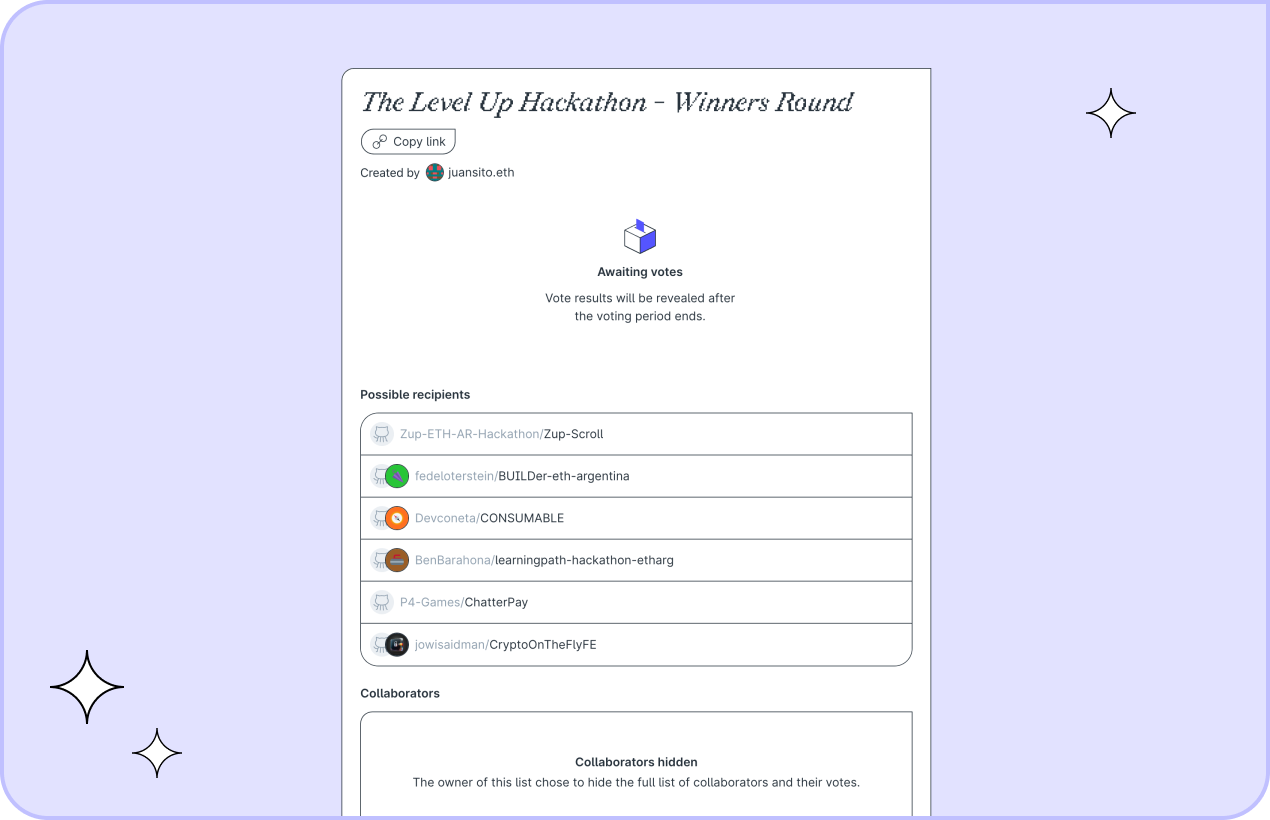 The Level Up Hackathon - Winners Round
Copy link
Created by juansito.eth
Awaiting votes
Vote results will be revealed after
the voting period ends.
Possible recipients
Zup-ETH-AR-Hackathon/Zup-Scroll
fedeloterstein/BUILDer-eth-argentina
Devconeta/CONSUMABLE
BenBarahona/learningpath-hackathon-etharg
P4-Games/ChatterPay
jowisaidman/CryptoOnTheFlyFE
Collaborators
Collaborators hidden
The owner of this list chose to hide the full list of collaborators and their votes.